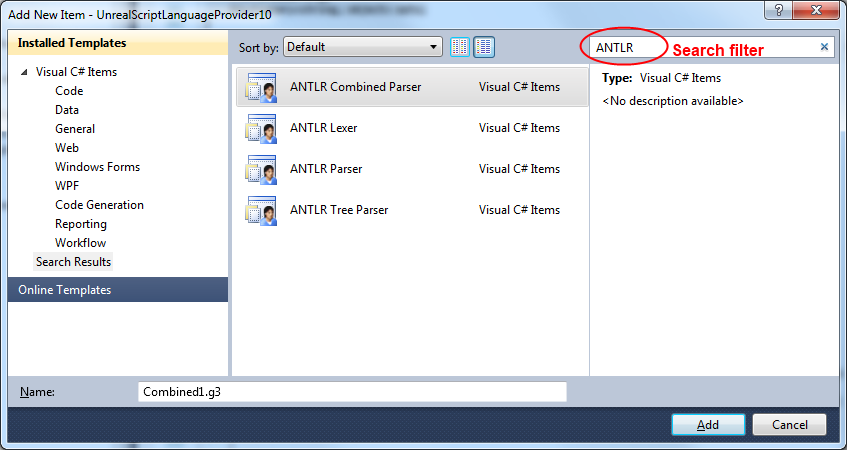 Add New Item - UnrealScriptLanguageProvider10
Installed Templates
Visual C# Items
Code
Data
General
Web
Windows Forms
WPF
Code Generation
Reporting
Workflow
Search Results
Online Templates
Sort by: Default
ANTLR Combined Parser Visual C# Items
ANTLR Lexer Visual C# Items
ANTLR Parser Visual C# Items
ANTLR Tree Parser Visual C# Items
ANTLR Search filter
Type: Visual C# Items
<No description available>
Name: Combined1.g3
Add Cancel